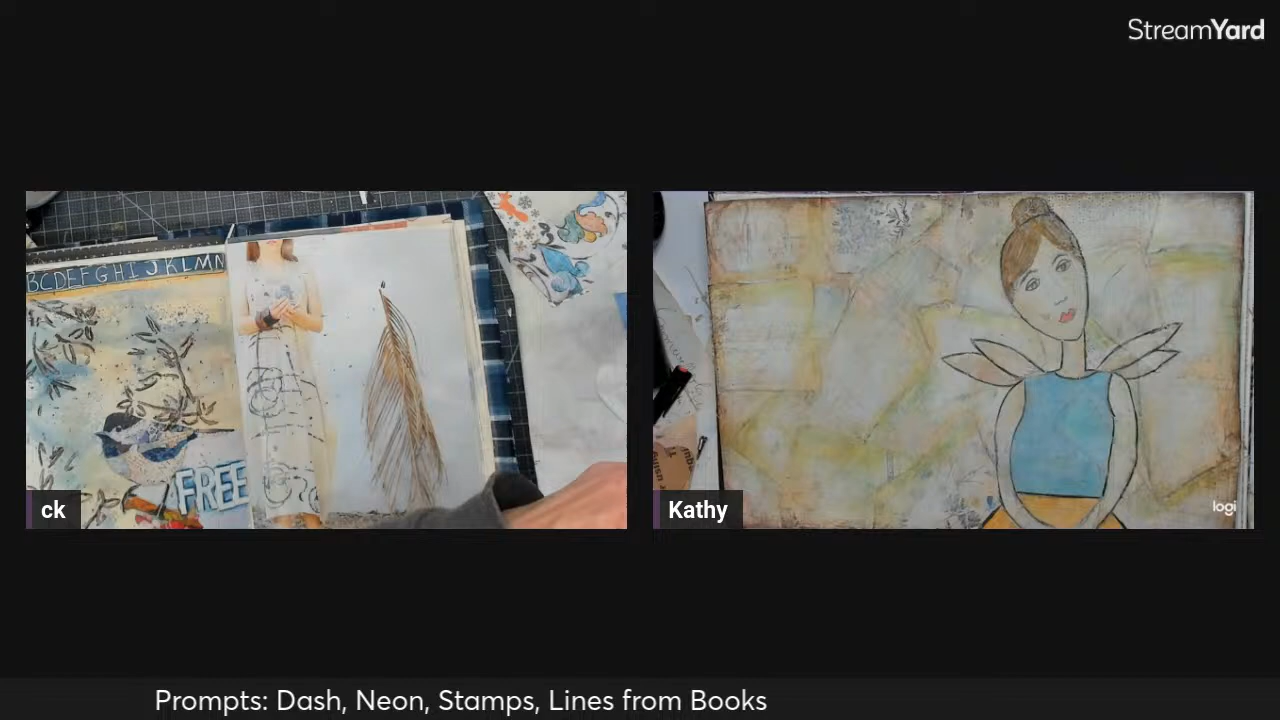 StreamYard
BCDEFGHIJKLMN
FREE
ck
Kathy
logi
Prompts: Dash, Neon, Stamps, Lines from Books